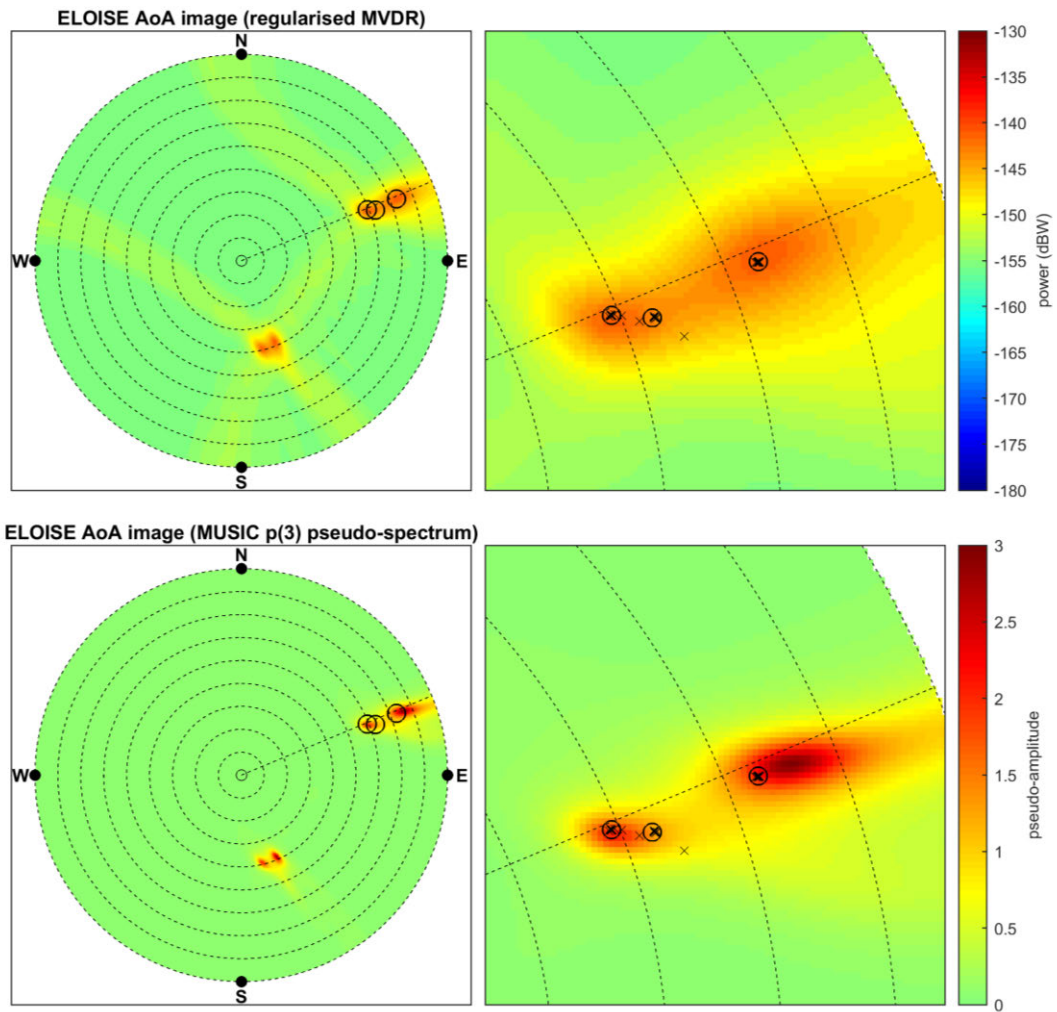 ELOISE AoA image (regularised MVDR)
N
W
E
S
-130
-135
-140
-145
-150
-155
-160
-165
-170
-175
-180
power (dBW)
ELOISE AoA image (MUSIC p(3) pseudo-spectrum)
N
W
E
S
3
2.5
2
1.5
1
0.5
0
pseudo-amplitude